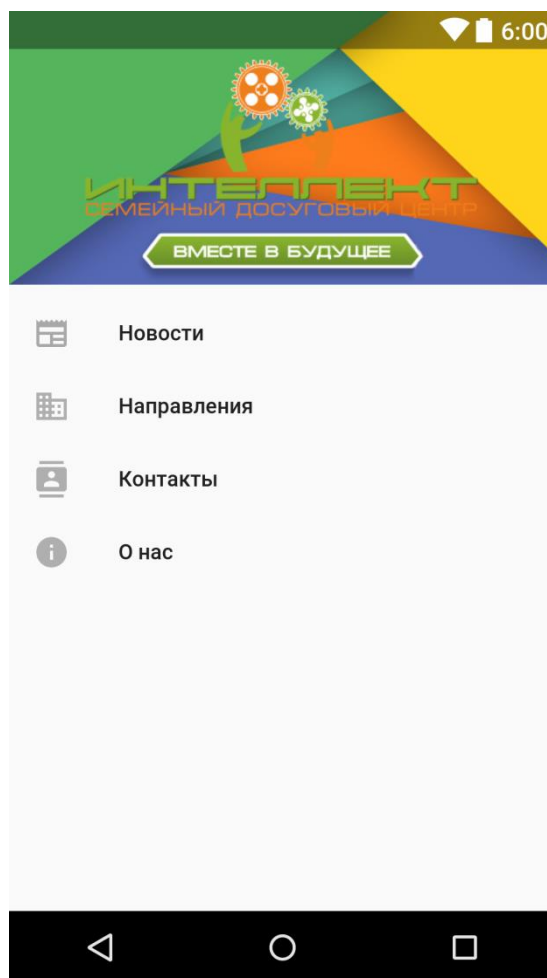 6:00
ИНТЕЛЛЕКТ
СЕМЕЙНЫЙ ДОСУГОВЫЙ ЦЕНТР
ВМЕСТЕ В БУДУЩЕЕ
Новости
Направления
Контакты
О нас